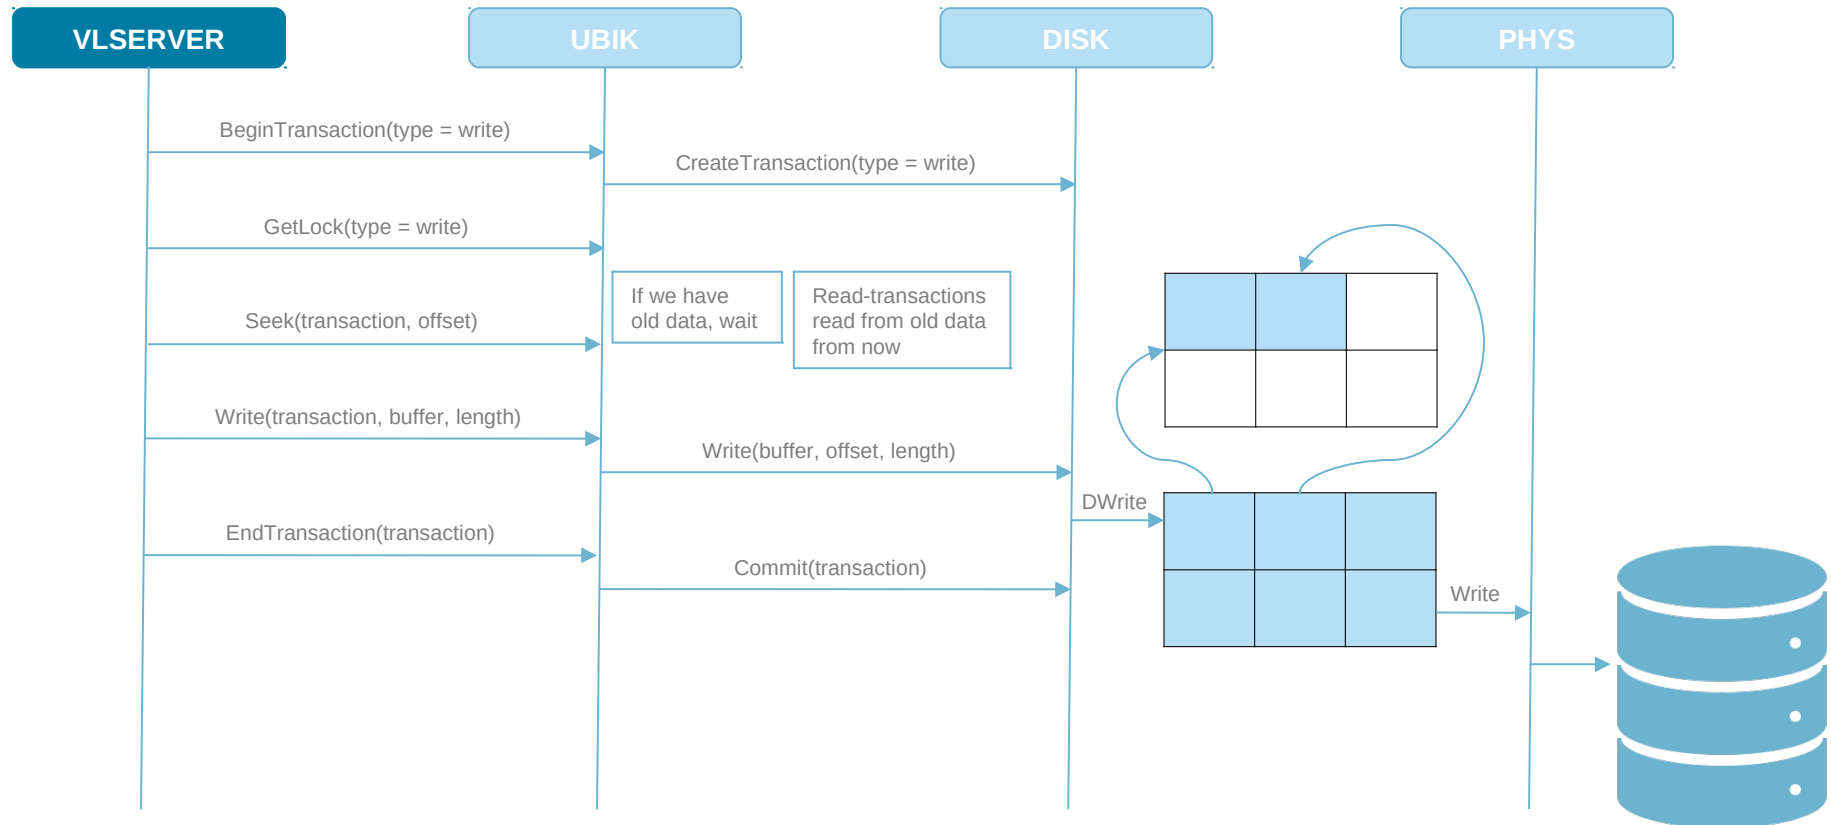 VLSERVER
UBIK
DISK
PHYS
BeginTransaction(type = write)
CreateTransaction(type = write)
GetLock(type = write)
If we have
old data, wait
Read-transactions
read from old data
from now
Seek(transaction, offset)
Write(transaction, buffer, length)
Write(buffer, offset, length)
DWrite
EndTransaction(transaction)
Commit(transaction)
Write